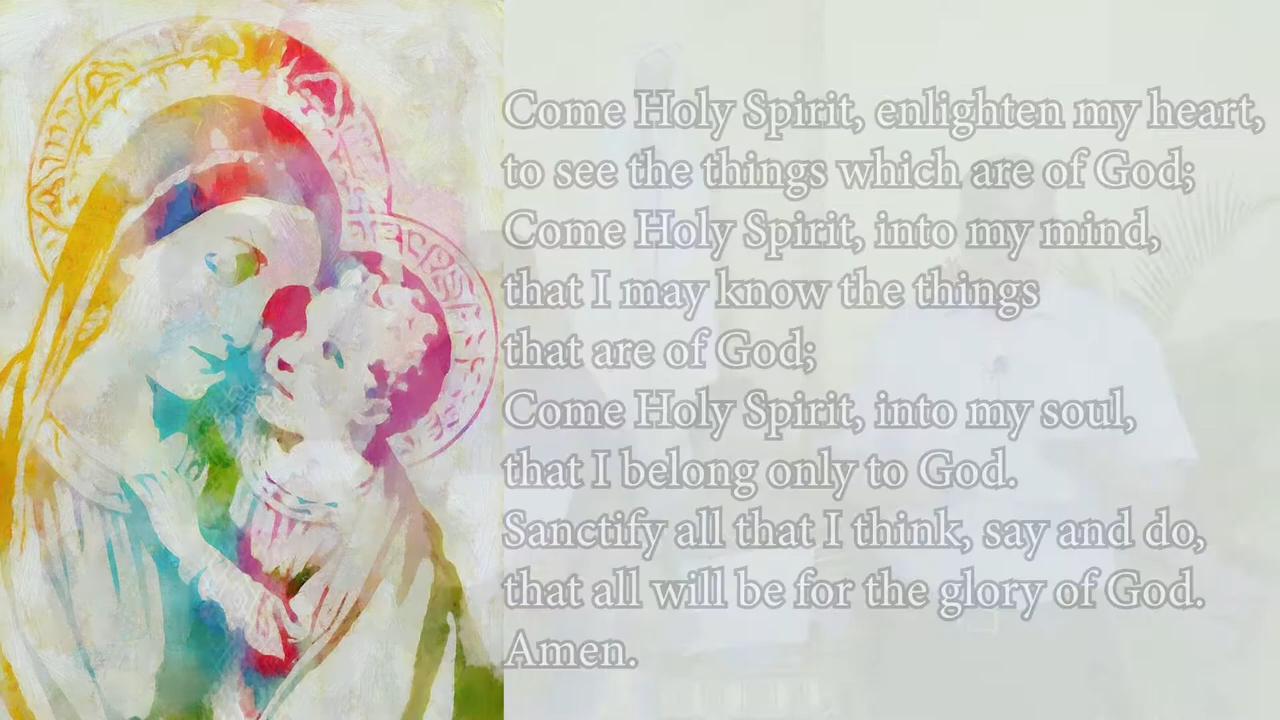 Come Holy Spirit, enlighten my heart,
to see the things which are of God;
Come Holy Spirit, into my mind,
that I may know the things
that are of God;
Come Holy Spirit, into my soul,
that I belong only to God.
Sanctify all that I think, say and do,
that all will be for the glory of God.
Amen.